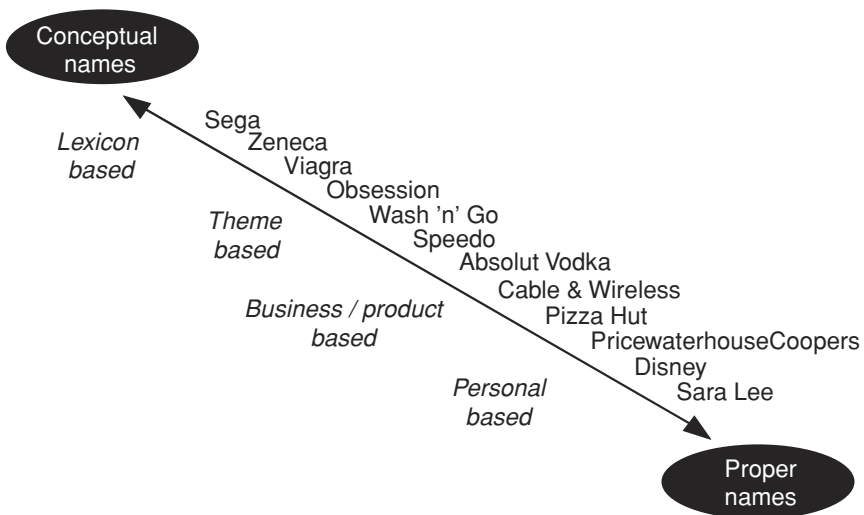 Conceptual
names
Sega
Lexicon
based
Zeneca
Viagra
Obsession
Theme
based
Wash 'n' Go
Speedo
Absolut Vodka
Cable & Wireless
Business / product
based
Pizza Hut
PricewaterhouseCoopers
Disney
Personal
based
Sara Lee
Proper
names